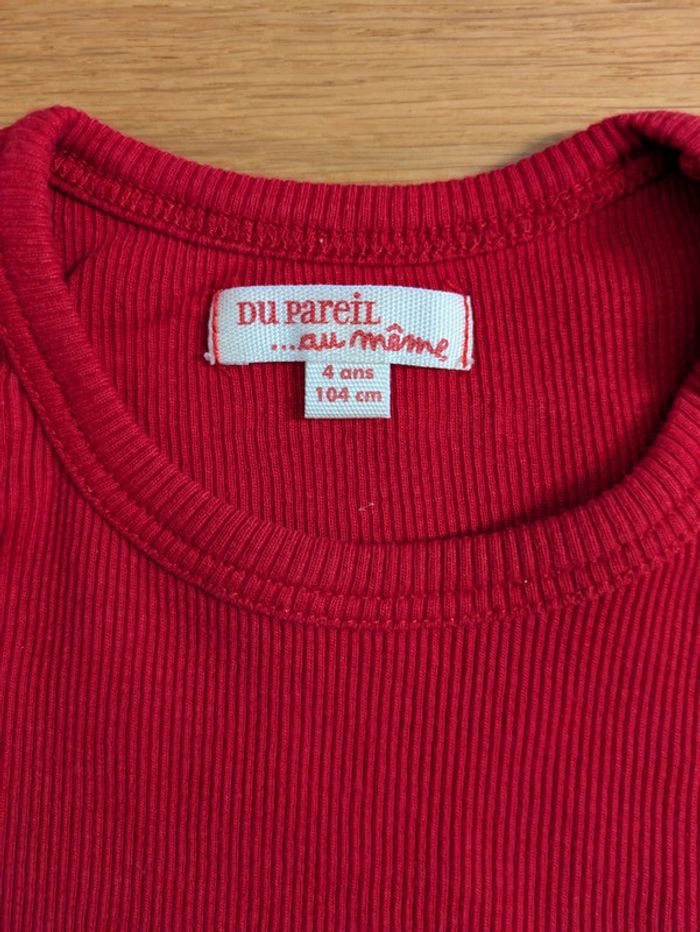 DU PAREIL
...au même
4 ans
104 cm